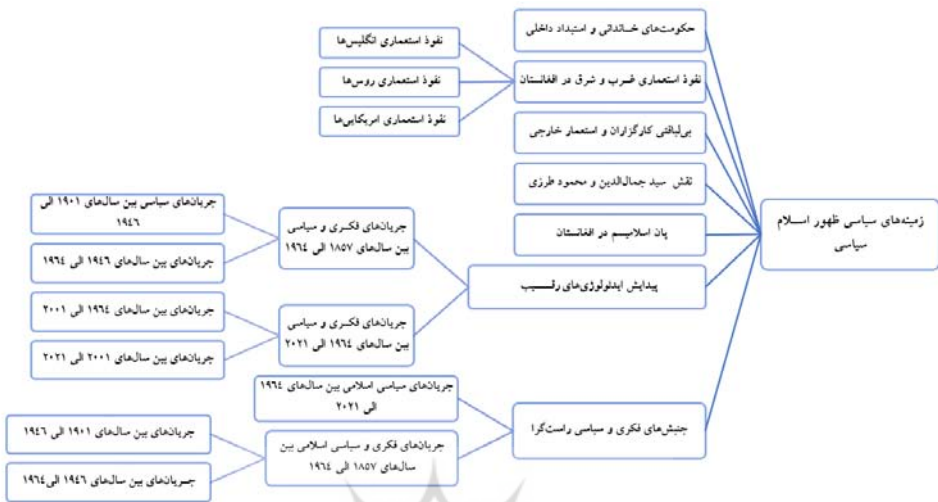 زمینه‌های سیاسی ظهور اسلام
سیاسی
حکومت‌های خاندانی و استبداد داخلی
نفوذ استعماری غرب و شرق در افغانستان
نفوذ استعماری انگلیس‌ها
نفوذ استعماری روس‌ها
نفوذ استعماری امریکایی‌ها
بی‌لیاقتی کارگزاران و استعمار خارجی
نقش سید جمال‌الدین و محمود طرزی
پان اسلامیسم در افغانستان
پیدایش ایدئولوژی‌های رقیب
جریان‌های فکری و سیاسی
بین سال‌های ۱۸۵۷ الی ۱۹۶۴
جریان‌های سیاسی بین سال‌های ۱۹۰۱ الی
۱۹۴۶
جریان‌های بین سال‌های ۱۹۴۶ الی ۱۹۶۴
جریان‌های فکری و سیاسی
بین سال‌های ۱۹۶۴ الی ۲۰۲۱
جریان‌های بین سال‌های ۱۹۶۴ الی ۲۰۰۱
جریان‌های بین سال‌های ۲۰۰۱ الی ۲۰۲۱
جنبش‌های فکری و سیاسی راست‌گرا
جریان‌های سیاسی اسلامی بین سال‌های ۱۹۶۴
الی ۲۰۲۱
جریان‌های فکری و سیاسی اسلامی بین
سال‌های ۱۸۵۷ الی ۱۹۶۴
جریان‌های بین سال‌های ۱۹۰۱ الی ۱۹۴۶
جریان‌های بین سال‌های ۱۹۴۶ الی۱۹۶۴